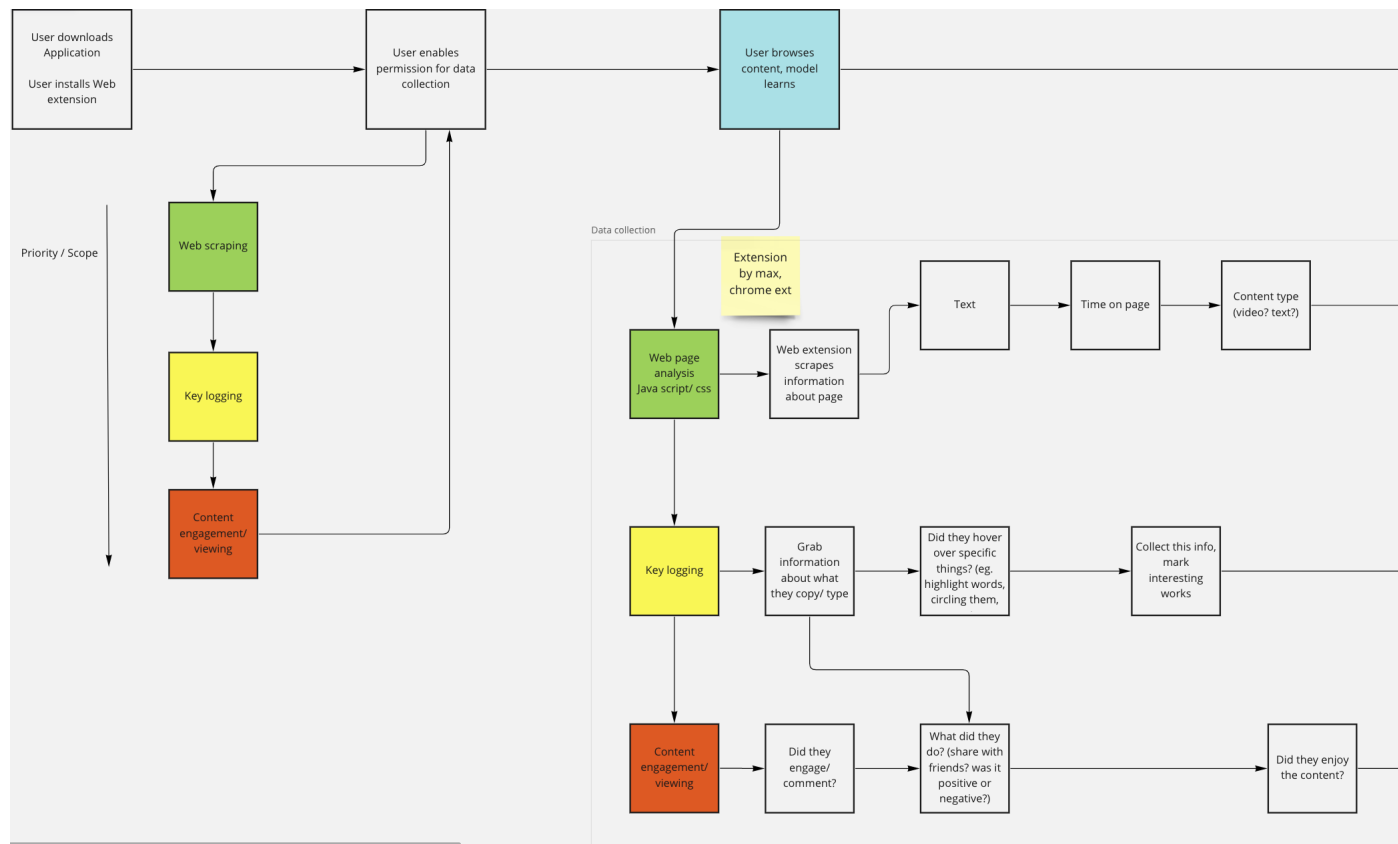 User downloads
Application
User installs Web
extension
User enables
permission for data
collection
User browses
content, model
learns
Priority / Scope
Web scraping
Key logging
Content
engagement/
viewing
Data collection
Extension
by max,
chrome ext
Web page
analysis
Java script/ css
Web extension
scrapes
information
about page
Text
Time on page
Content type
(video? text?)
Key logging
Grab
information
about what
they copy/ type
Did they hover
over specific
things? (eg.
highlight words,
circling them,
Collect this info,
mark
interesting
works
Content
engagement/
viewing
Did they
engage/
comment?
What did they
do? (share with
friends? was it
positive or
negative?)
Did they enjoy
the content?